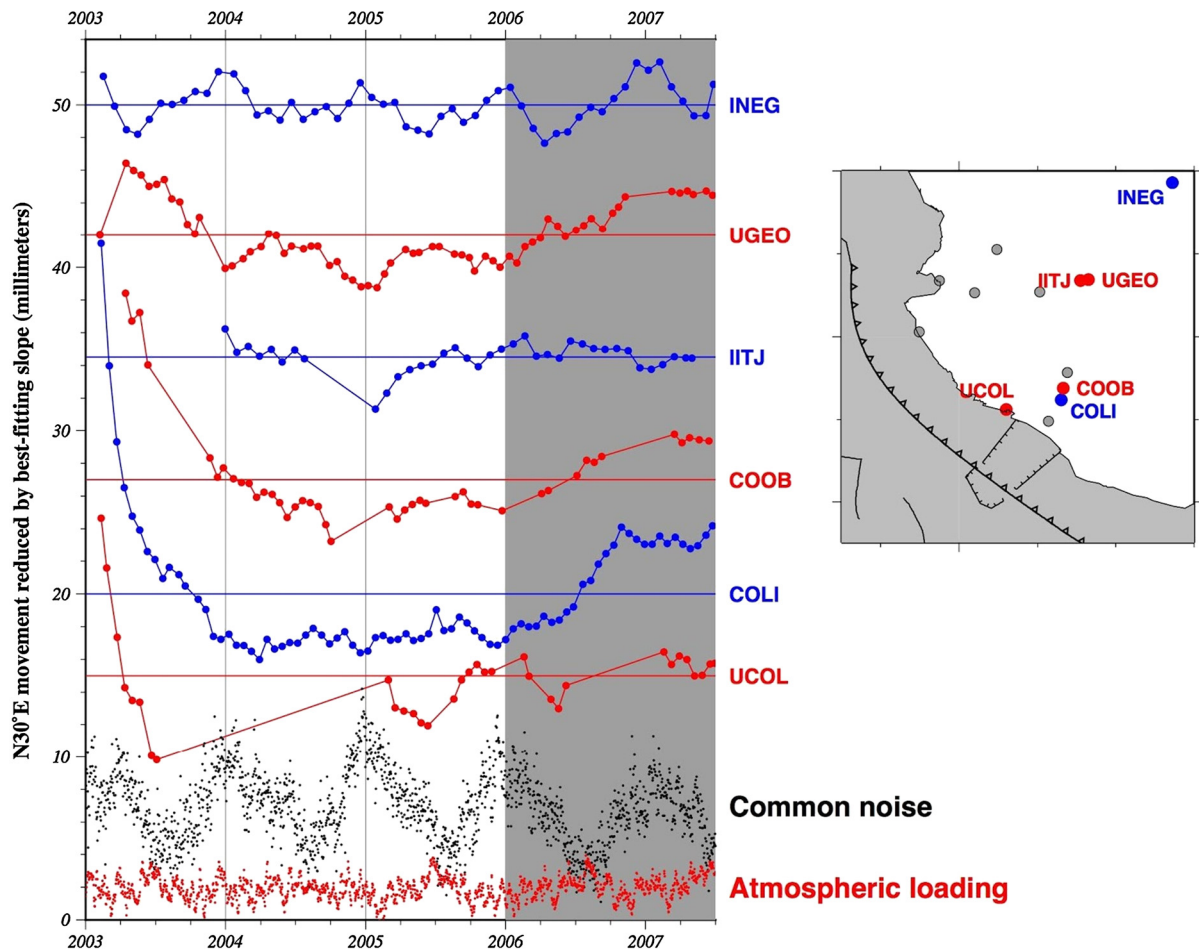 2003 2004 2005 2006 2007
N30°E movement reduced by best-fitting slope (millimeters)
50
40
30
20
10
0
INEG
UGEO
IITJ
COOB
COLI
UCOL
Common noise
Atmospheric loading
2003 2004 2005 2006 2007
INEG
IITJ UGEO
UCOL COOB
COLI